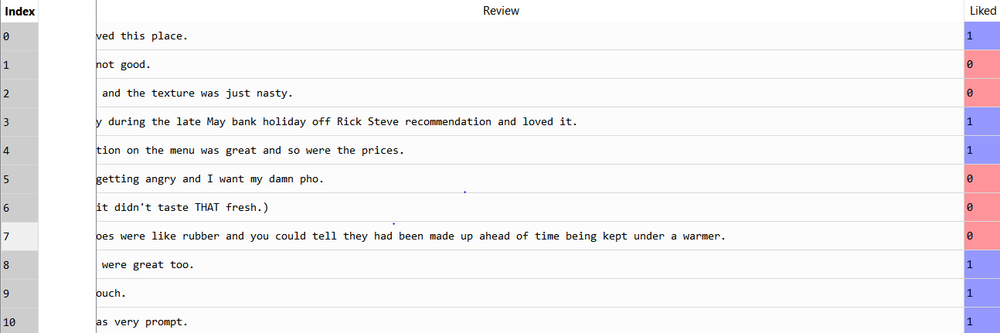 Index Review Liked
0 ved this place. 1
1 not good. 0
2 and the texture was just nasty. 0
3 y during the late May bank holiday off Rick Steve recommendation and loved it. 1
4 tion on the menu was great and so were the prices. 1
5 getting angry and I want my damn pho. 0
6 it didn't taste THAT fresh.) 0
7 oes were like rubber and you could tell they had been made up ahead of time being kept under a warmer. 0
8 were great too. 1
9 ouch. 1
10 as very prompt. 1